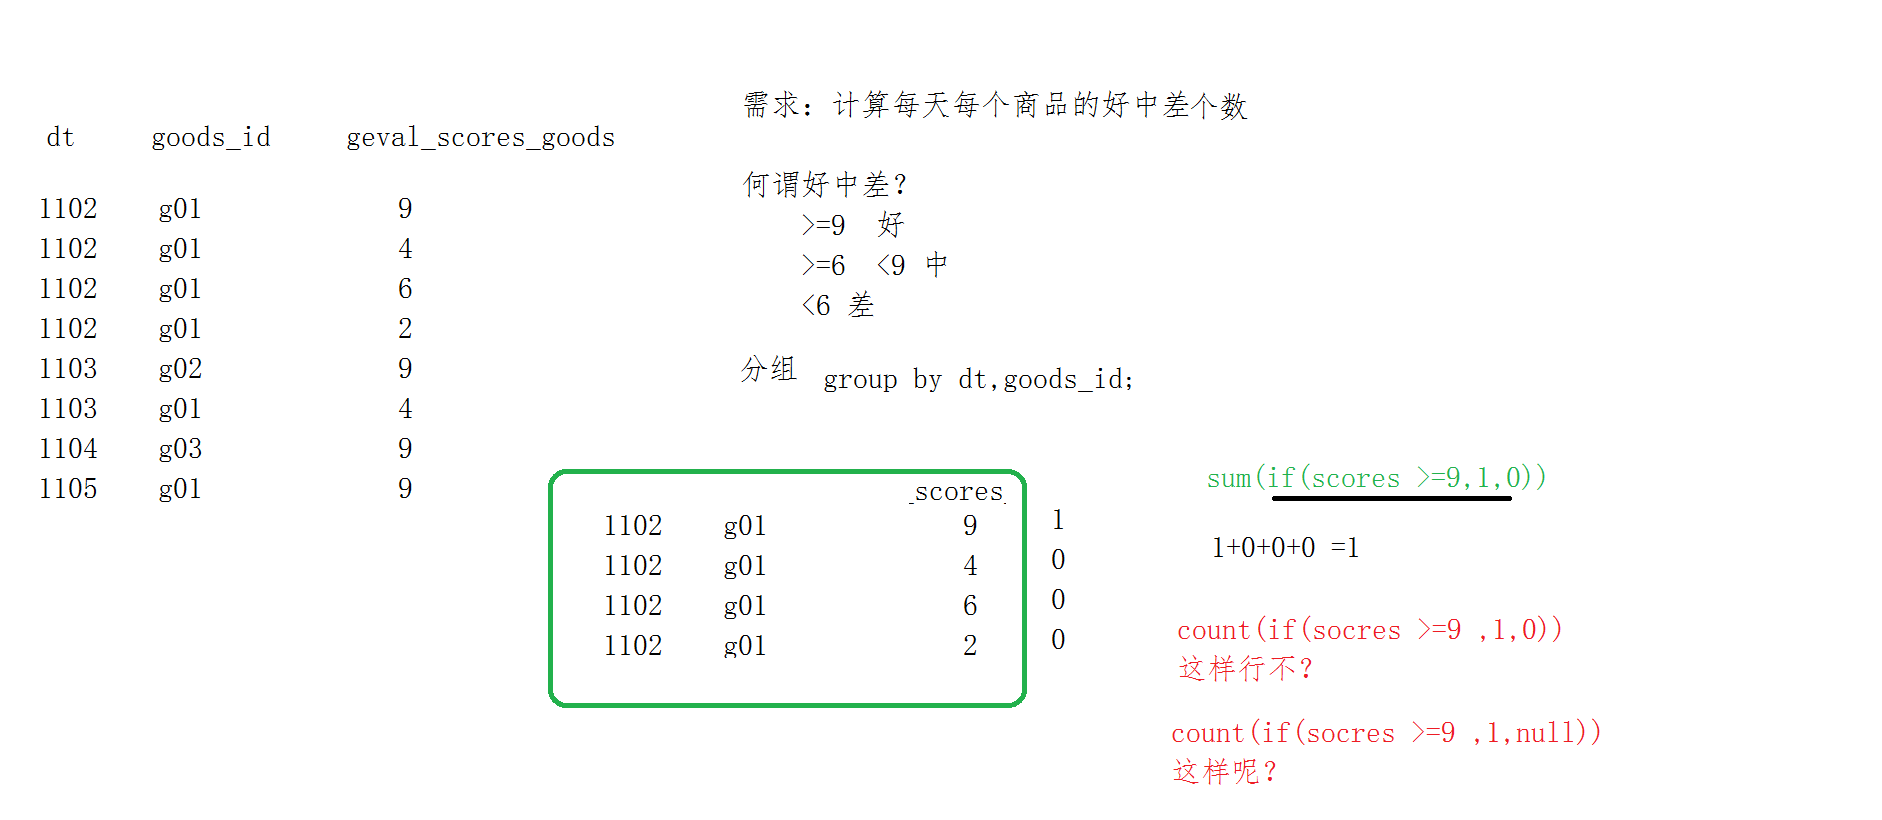 dt goods_id geval_scores_goods
1102 g01 9
1102 g01 4
1102 g01 6
1102 g01 2
1103 g02 9
1103 g01 4
1104 g03 9
1105 g01 9
需求：计算每天每个商品的好中差个数
何谓好中差？
>=9 好
>=6 <9 中
<6 差
分组 group by dt,goods_id;
_scores_
1102 g01 9 1
1102 g01 4 0
1102 g01 6 0
1102 g01 2 0
sum(if(scores >=9,1,0))
1+0+0+0 =1
count(if(socres >=9 ,1,0))
这样行不？
count(if(socres >=9 ,1,null))
这样呢？